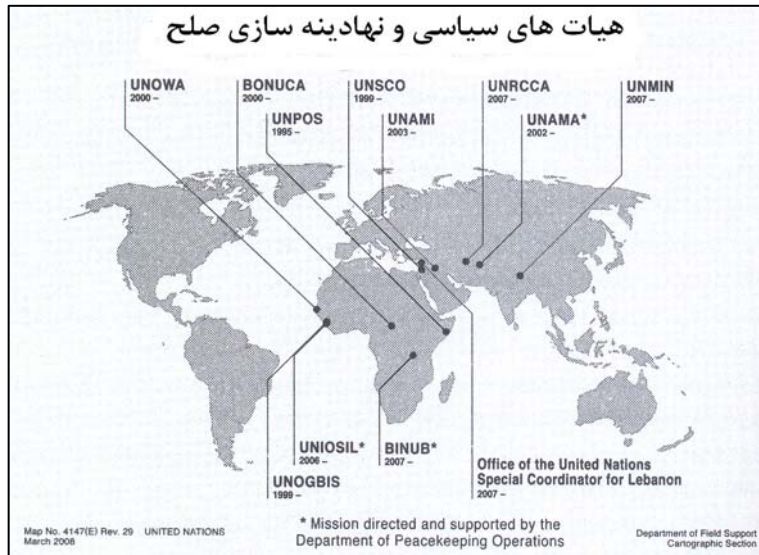 هیات های سیاسی و نهادینه سازی صلح
UNOWA
2000 –
BONUCA
2000 –
UNSCO
1999 –
UNRCCA
2007 –
UNMIN
2007 –
UNPOS
1995 –
UNAMI
2003 –
UNAMA*
2002 –
UNIOSIL*
2006 –
BINUB*
2007 –
UNOGBIS
1999 –
Office of the United Nations
Special Coordinator for Lebanon
2007 –
* Mission directed and supported by the
Department of Peacekeeping Operations
Map No. 4147(E) Rev. 29 UNITED NATIONS
March 2008
Department of Field Support
Cartographic Section